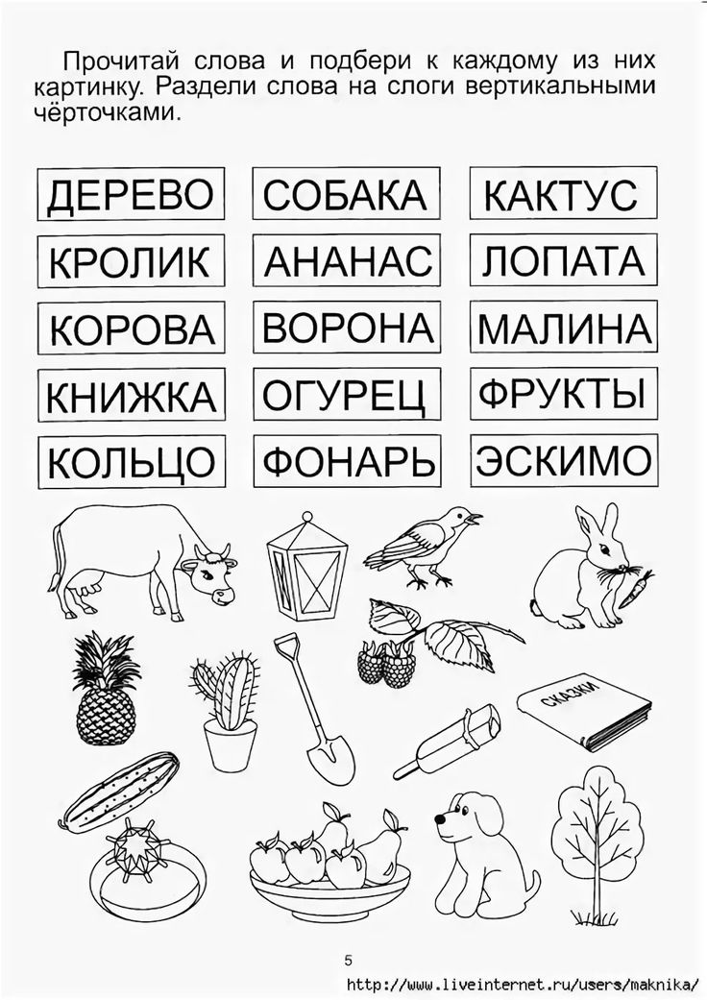 Прочитай слова и подбери к каждому из них
картинку. Раздели слова на слоги вертикальными
чёрточками.
ДЕРЕВО СОБАКА КАКТУС
КРОЛИК АНАНАС ЛОПАТА
КОРОВА ВОРОНА МАЛИНА
КНИЖКА ОГУРЕЦ ФРУКТЫ
КОЛЬЦО ФОНАРЬ ЭСКИМО
СКАЗКИ
5
http://www.liveinternet.ru/users/maknika/